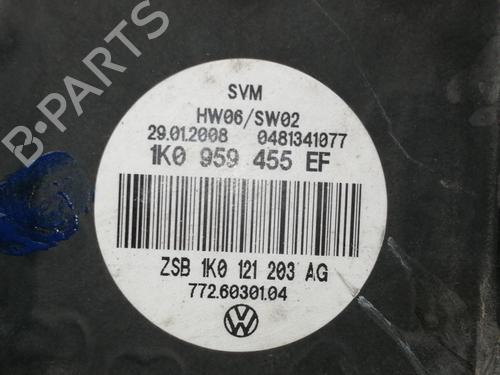 SVM
HW06/SW02
29.01.2008 0481341077
1K0 959 455 EF
ZSB 1K0 121 203 AG
772.60301.04
B-PARTS
B-PARTS